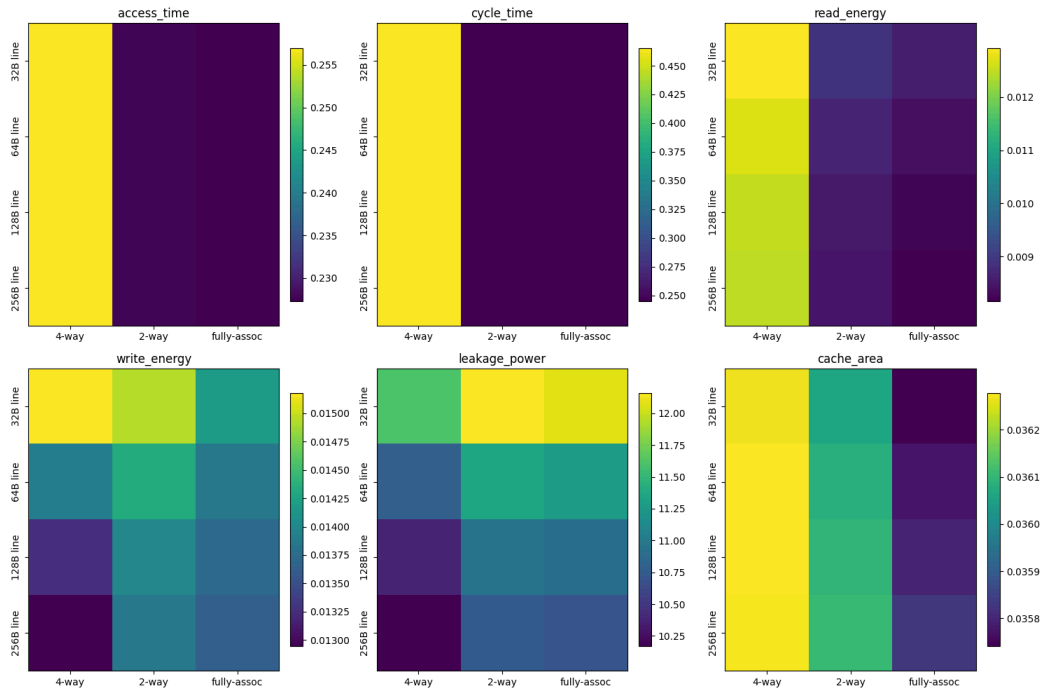 access_time
32B line
64B line
128B line
256B line
4-way
2-way
fully-assoc
0.255
0.250
0.245
0.240
0.235
0.230
cycle_time
32B line
64B line
128B line
256B line
4-way
2-way
fully-assoc
0.450
0.425
0.400
0.375
0.350
0.325
0.300
0.275
0.250
read_energy
32B line
64B line
128B line
256B line
4-way
2-way
fully-assoc
0.012
0.011
0.010
0.009
write_energy
32B line
64B line
128B line
256B line
4-way
2-way
fully-assoc
0.01500
0.01475
0.01450
0.01425
0.01400
0.01375
0.01350
0.01325
0.01300
leakage_power
32B line
64B line
128B line
256B line
4-way
2-way
fully-assoc
12.00
11.75
11.50
11.25
11.00
10.75
10.50
10.25
cache_area
32B line
64B line
128B line
256B line
4-way
2-way
fully-assoc
0.0362
0.0361
0.0360
0.0359
0.0358